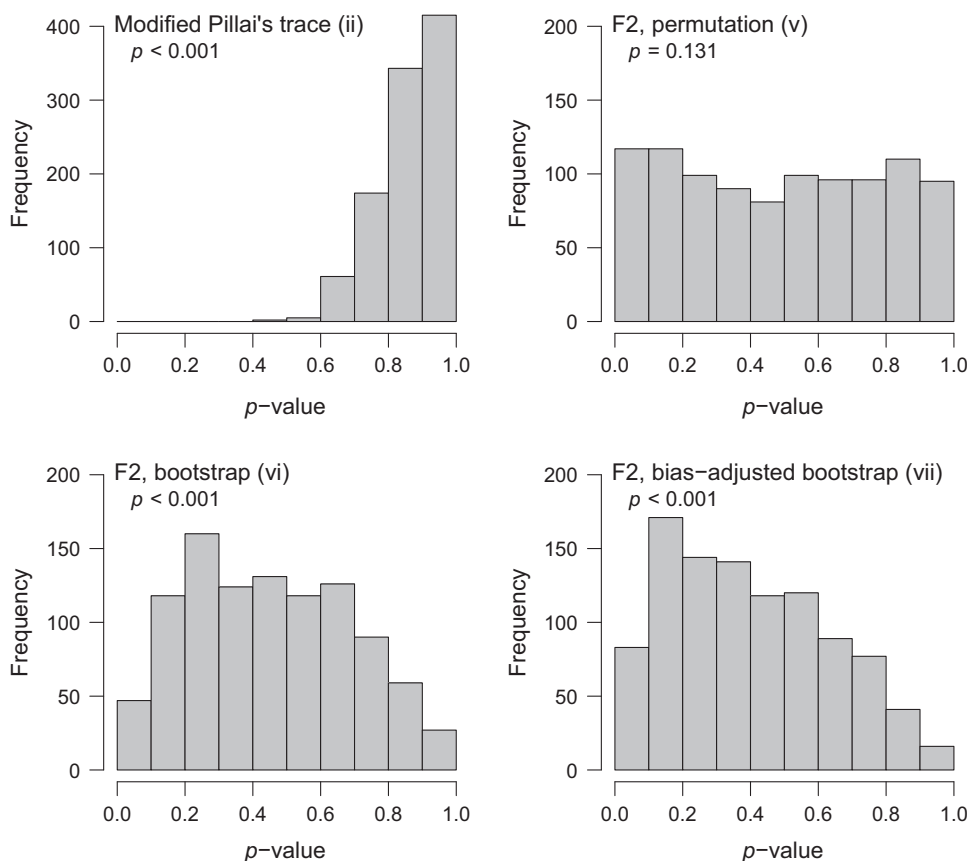 Modified Pillai's trace (ii)
p < 0.001
Frequency
400
300
200
100
0
0.0 0.2 0.4 0.6 0.8 1.0
p−value
F2, permutation (v)
p = 0.131
Frequency
200
150
100
50
0
0.0 0.2 0.4 0.6 0.8 1.0
p−value
F2, bootstrap (vi)
p < 0.001
Frequency
200
150
100
50
0
0.0 0.2 0.4 0.6 0.8 1.0
p−value
F2, bias−adjusted bootstrap (vii)
p < 0.001
Frequency
200
150
100
50
0
0.0 0.2 0.4 0.6 0.8 1.0
p−value